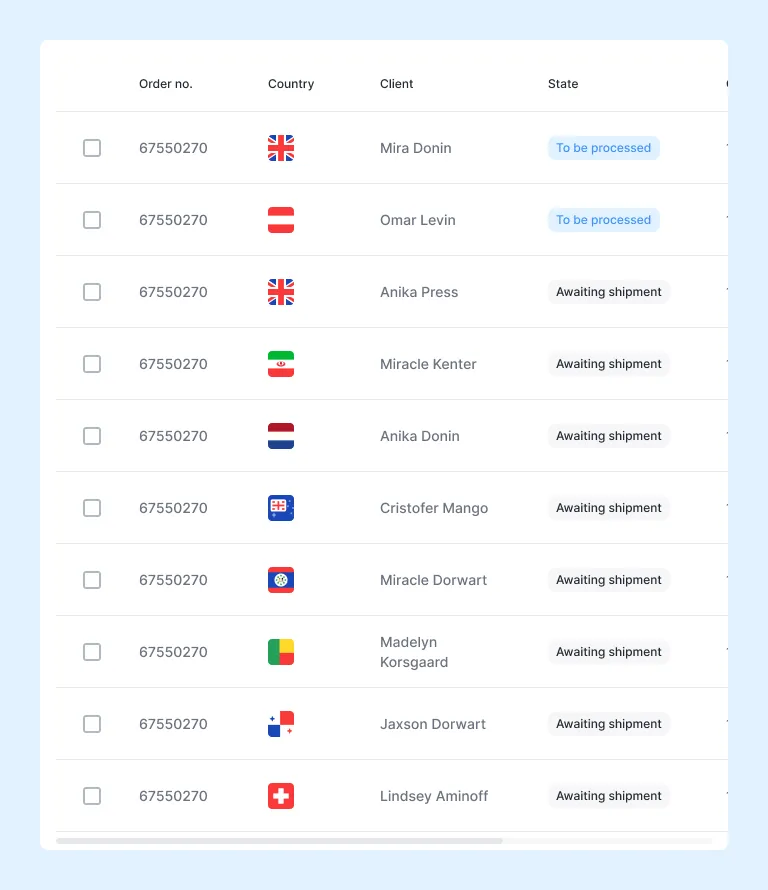 Order no. Country Client State
67550270 Mira Donin To be processed
67550270 Omar Levin To be processed
67550270 Anika Press Awaiting shipment
67550270 Miracle Kenter Awaiting shipment
67550270 Anika Donin Awaiting shipment
67550270 Cristofer Mango Awaiting shipment
67550270 Miracle Dorwart Awaiting shipment
67550270 Madelyn
Korsgaard Awaiting shipment
67550270 Jaxson Dorwart Awaiting shipment
67550270 Lindsey Aminoff Awaiting shipment